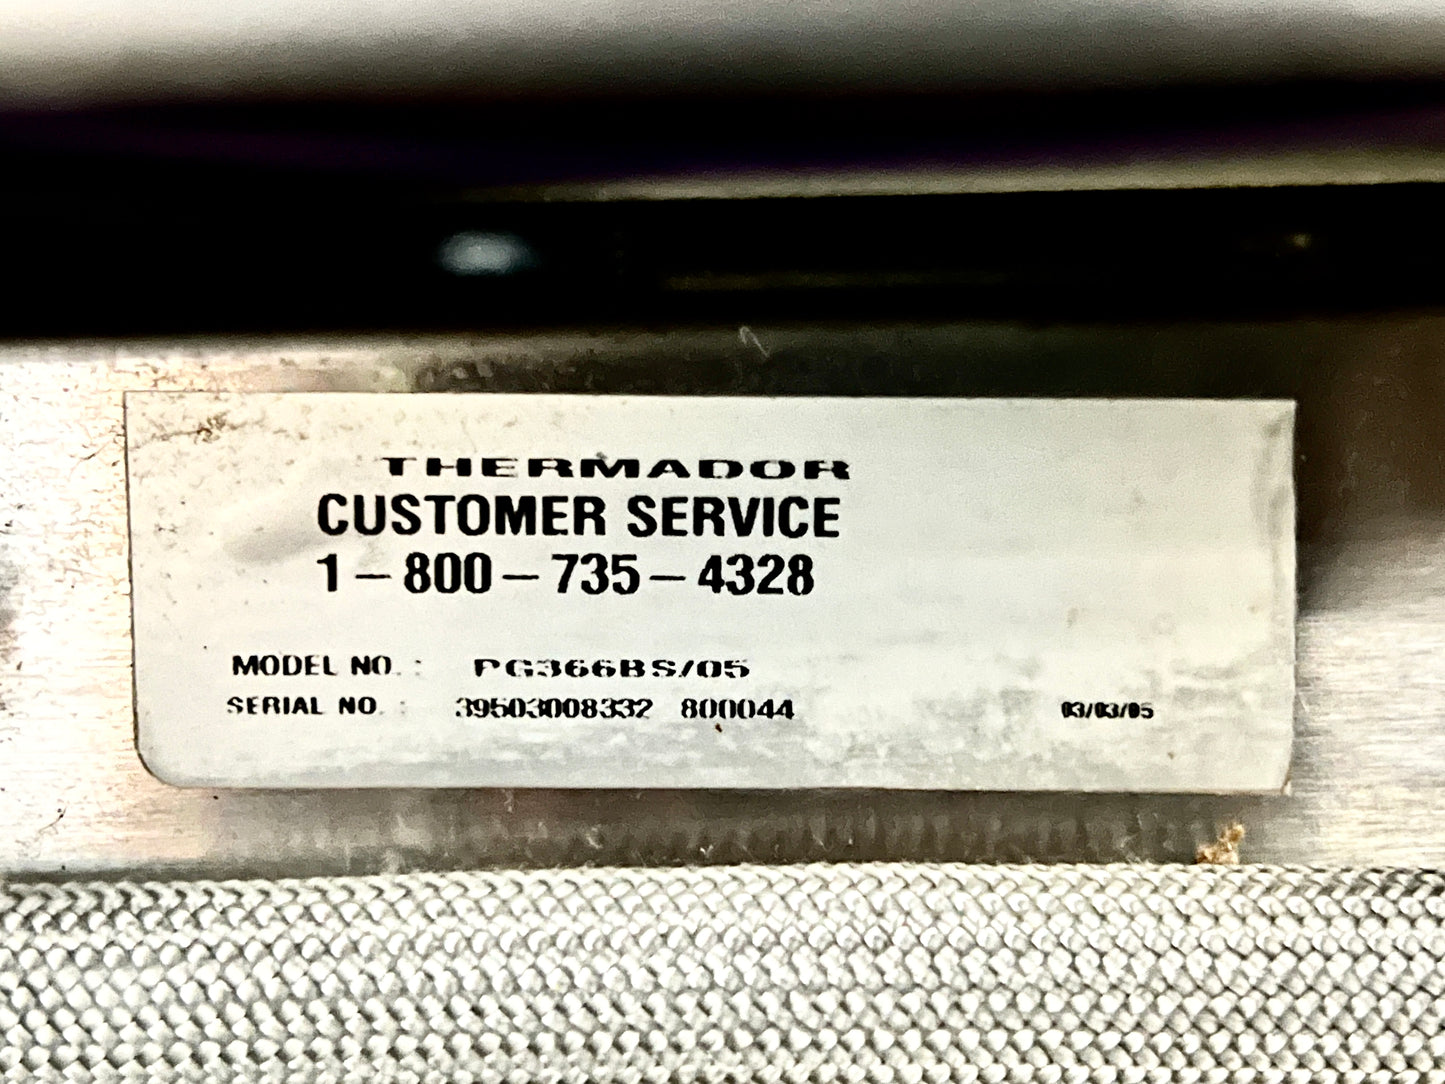 THERMADOR
CUSTOMER SERVICE
1-800-735-4328
MODEL NO. : PG366BS/05
SERIAL NO. : 39503008332 800044 03/03/05